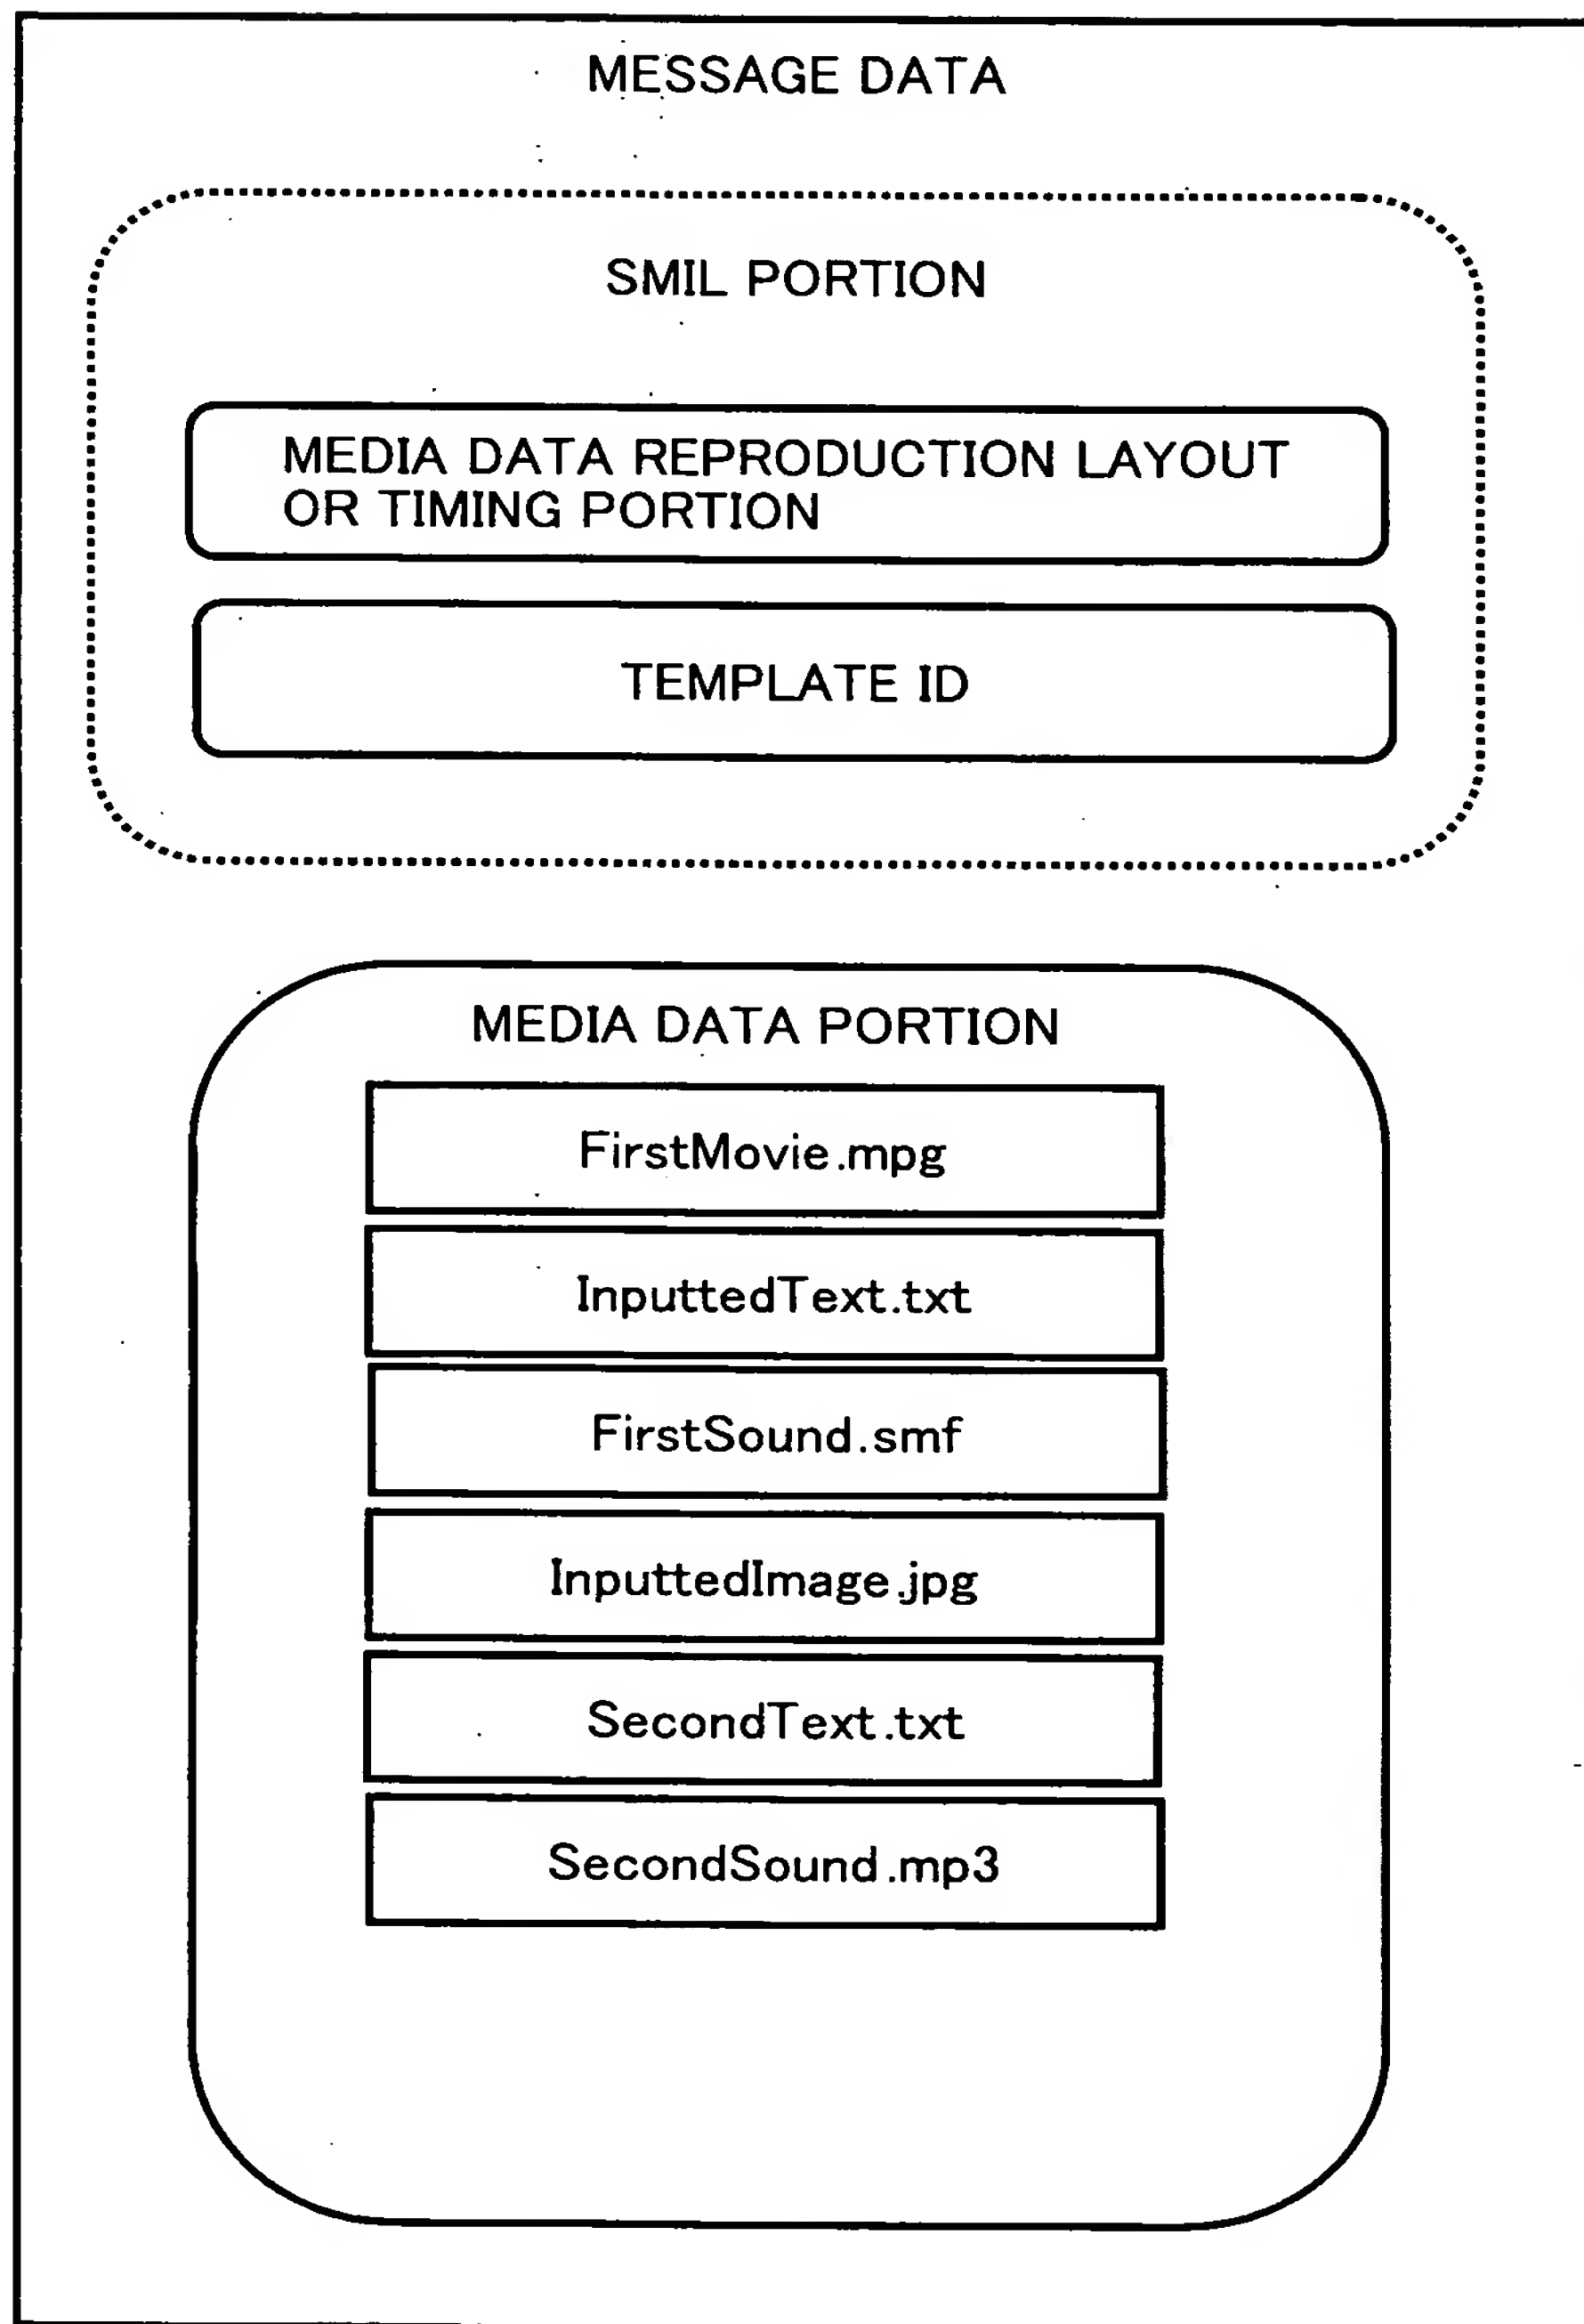 MESSAGE DATA
SMIL PORTION
MEDIA DATA REPRODUCTION LAYOUT
OR TIMING PORTION
TEMPLATE ID
MEDIA DATA PORTION
FirstMovie.mpg
InputtedText.txt
FirstSound.smf
InputtedImage.jpg
SecondText.txt
SecondSound.mp3